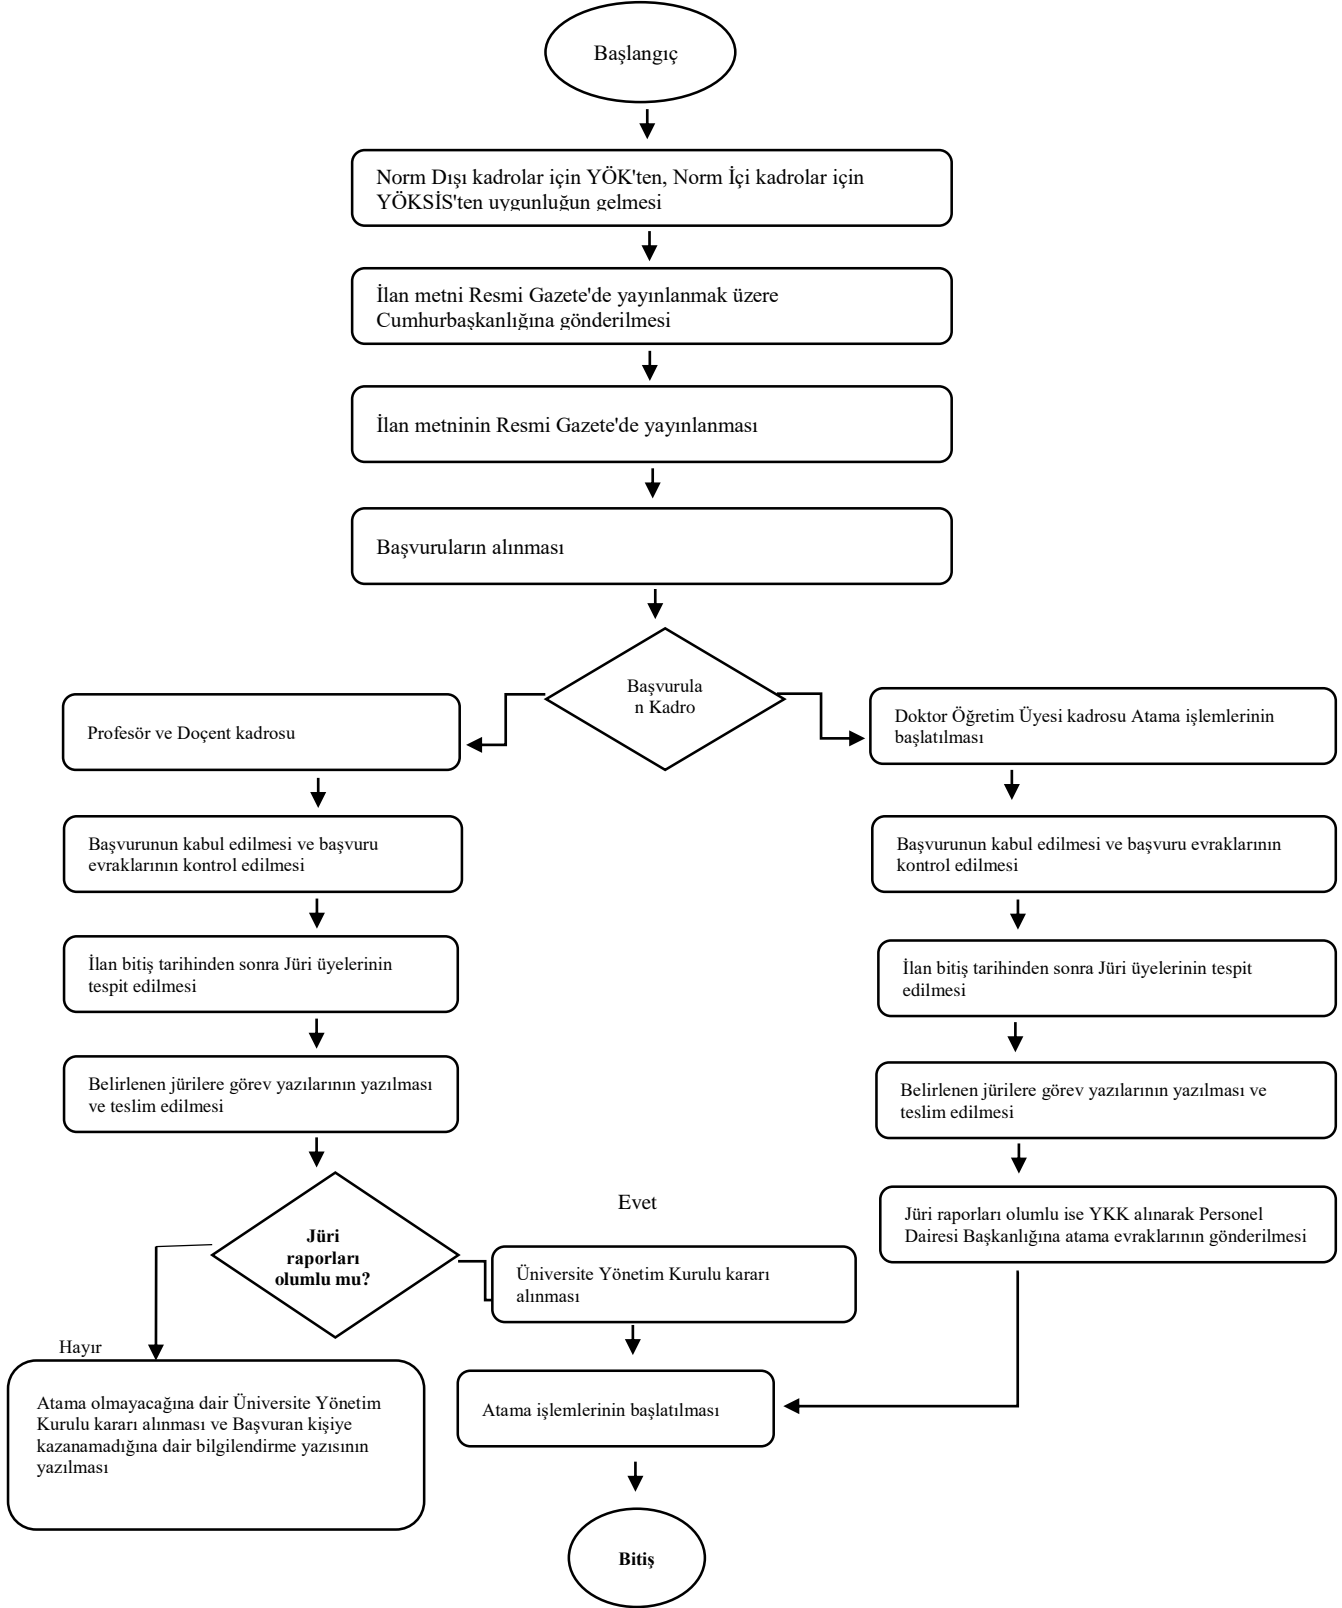 Başlangıç
Norm Dışı kadrolar için YÖK'ten, Norm İçi kadrolar için
YÖKSİS'ten uygunluğun gelmesi
İlan metni Resmi Gazete'de yayınlanmak üzere
Cumhurbaşkanlığına gönderilmesi
İlan metninin Resmi Gazete'de yayınlanması
Başvuruların alınması
Başvurula
n Kadro
Profesör ve Doçent kadrosu
Başvurunun kabul edilmesi ve başvuru
evraklarının kontrol edilmesi
İlan bitiş tarihinden sonra Jüri üyelerinin
tespit edilmesi
Belirlenen jürilere görev yazılarının yazılması
ve teslim edilmesi
Jüri
raporları
olumlu mu?
Hayır
Atama olmayacağına dair Üniversite Yönetim
Kurulu kararı alınması ve Başvuran kişiye
kazanamadığına dair bilgilendirme yazısının
yazılması
Evet
Üniversite Yönetim Kurulu kararı
alınması
Doktor Öğretim Üyesi kadrosu Atama işlemlerinin
başlatılması
Başvurunun kabul edilmesi ve başvuru evraklarının
kontrol edilmesi
İlan bitiş tarihinden sonra Jüri üyelerinin tespit
edilmesi
Belirlenen jürilere görev yazılarının yazılması ve
teslim edilmesi
Jüri raporları olumlu ise YKK alınarak Personel
Dairesi Başkanlığına atama evraklarının gönderilmesi
Atama işlemlerinin başlatılması
Bitiş